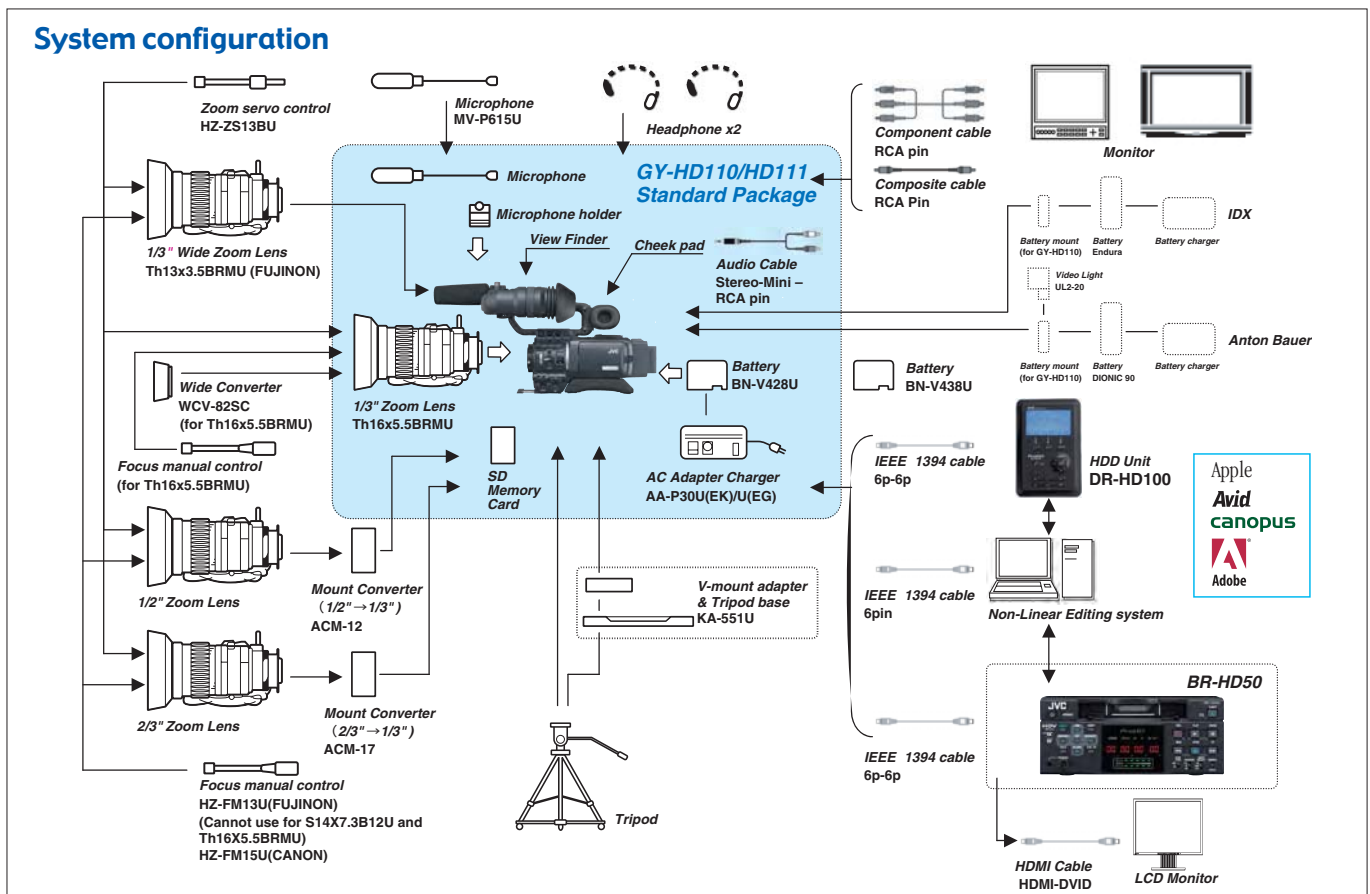 System configuration
Zoom servo control
HZ-ZS13BU
Microphone
MV-P615U
Headphone x2
Component cable
RCA pin
Composite cable
RCA Pin
Monitor
GY-HD110/HD111
Standard Package
Microphone
Microphone holder
View Finder
Cheek pad
Audio Cable
Stereo-Mini –
RCA pin
1/3" Wide Zoom Lens
Th13x3.5BRMU (FUJINON)
Battery mount
(for GY-HD110)
Battery
Endura
Battery charger
IDX
Video Light
UL2-20
Battery mount
(for GY-HD110)
Battery
DIONIC 90
Battery charger
Anton Bauer
JVC
Wide Converter
WCV-82SC
(for Th16x5.5BRMU)
1/3" Zoom Lens
Th16x5.5BRMU
Battery
BN-V428U
Battery
BN-V438U
Focus manual control
(for Th16x5.5BRMU)
SD
Memory
Card
AC Adapter Charger
AA-P30U(EK)/U(EG)
IEEE 1394 cable
6p-6p
HDD Unit
DR-HD100
Apple
Avid
canopus
Adobe
1/2" Zoom Lens
Mount Converter
(1/2"→1/3")
ACM-12
V-mount adapter
& Tripod base
KA-551U
IEEE 1394 cable
6pin
Non-Linear Editing system
2/3" Zoom Lens
Mount Converter
(2/3"→1/3")
ACM-17
BR-HD50
JVC
IEEE 1394 cable
6p-6p
Focus manual control
HZ-FM13U(FUJINON)
(Cannot use for S14X7.3B12U and
Th16X5.5BRMU)
HZ-FM15U(CANON)
Tripod
HDMI Cable
HDMI-DVID
LCD Monitor